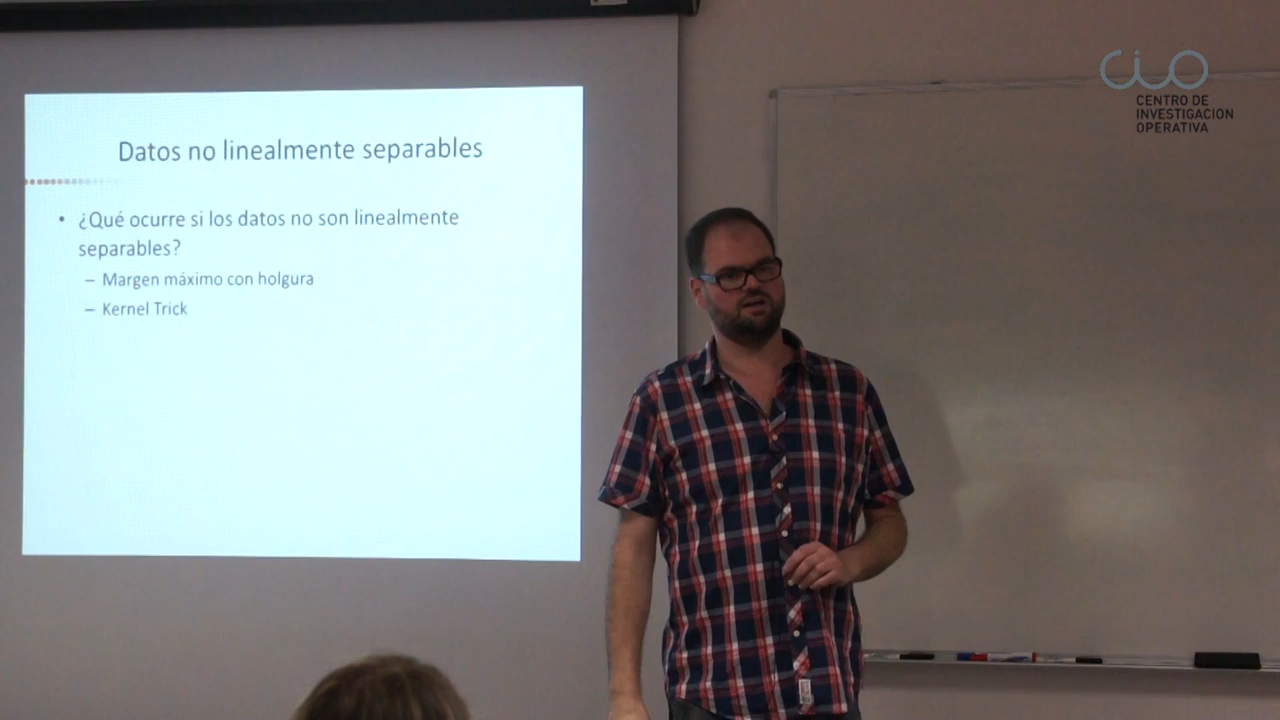 Datos no linealmente separables
• ¿Qué ocurre si los datos no son linealmente
separables?
– Margen máximo con holgura
– Kernel Trick
CIO
CENTRO DE
INVESTIGACION
OPERATIVA